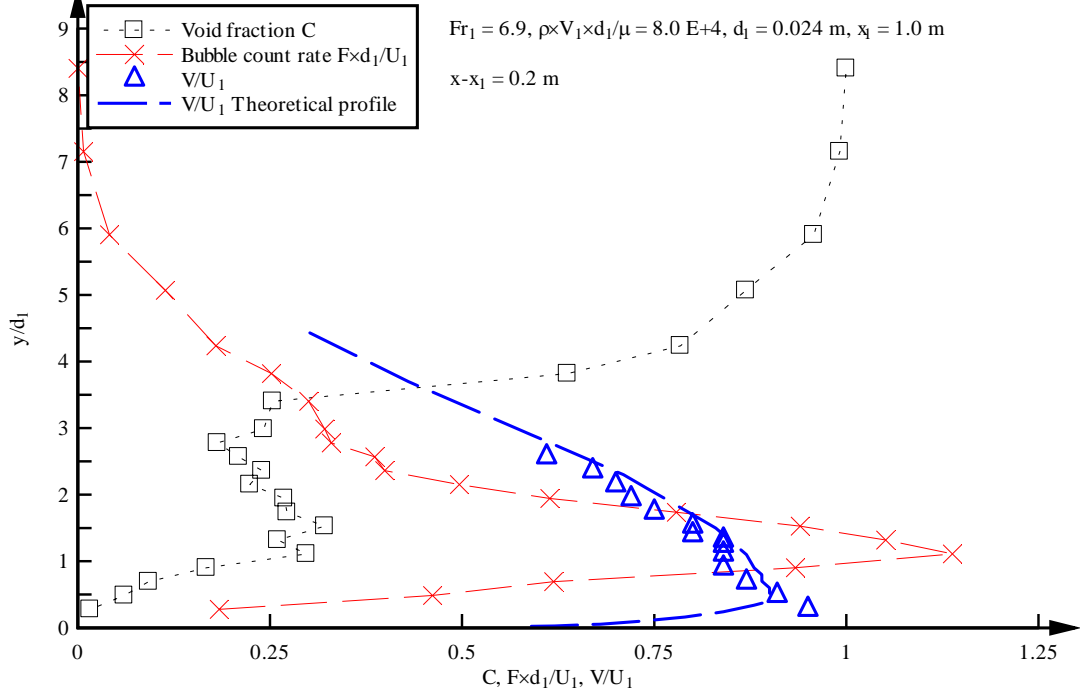 Void fraction C
Bubble count rate F×d₁/U₁
V/U₁
V/U₁ Theoretical profile
Fr₁ = 6.9, ρ×V₁×d₁/μ = 8.0 E+4, d₁ = 0.024 m, x₁ = 1.0 m
x-x₁ = 0.2 m
y/d₁
9
8
7
6
5
4
3
2
1
0
0 0.25 0.5 0.75 1 1.25
C, F×d₁/U₁, V/U₁